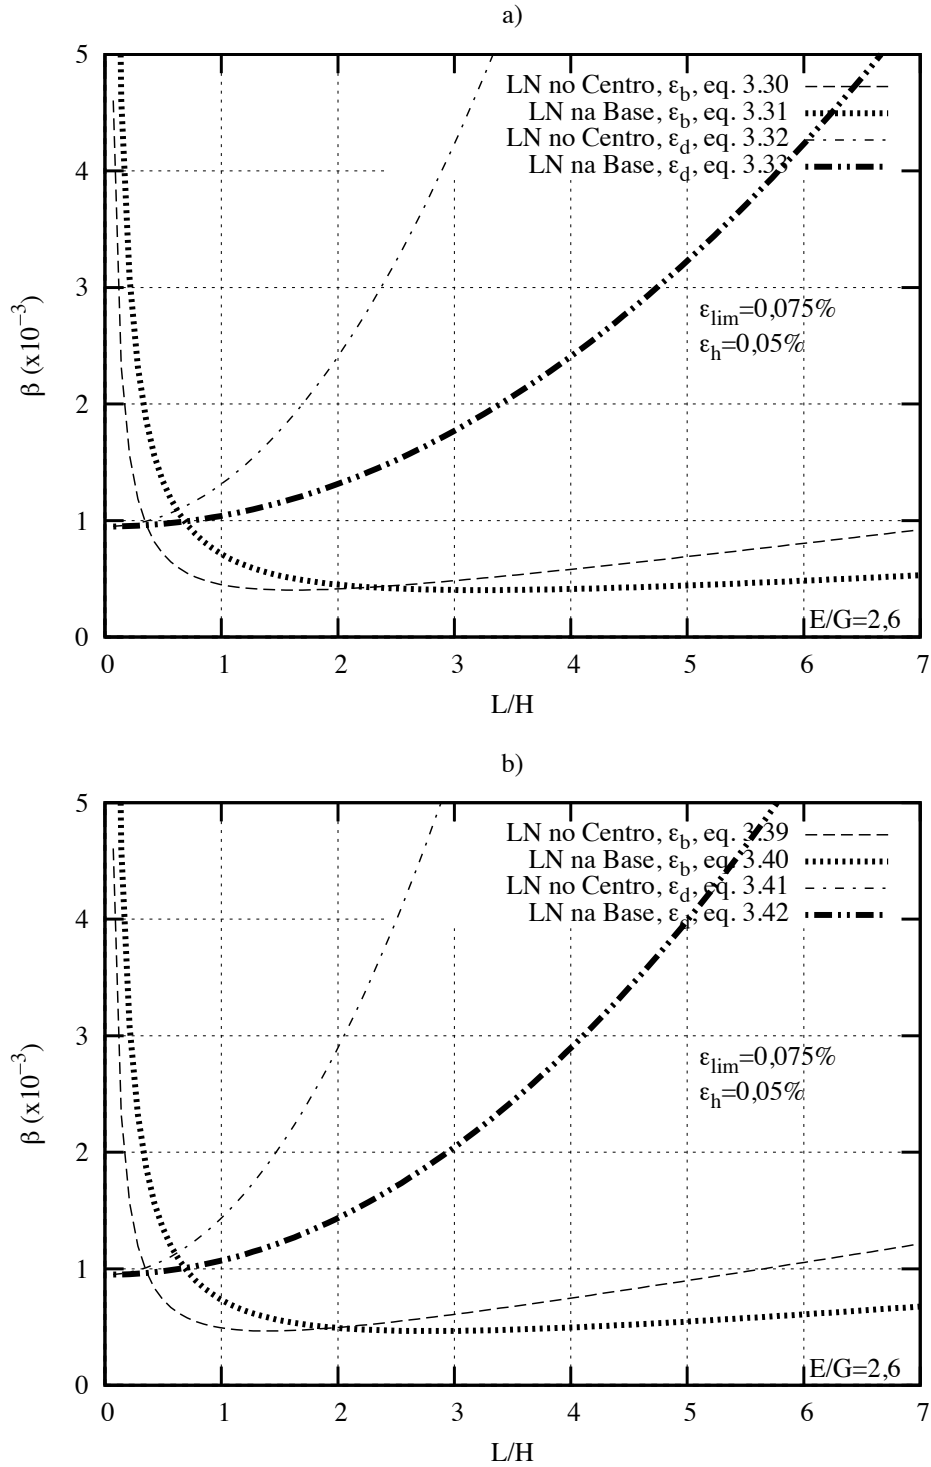 a)
5
4
3
2
1
0
β (x10⁻³)
LN no Centro, ε_b, eq. 3.30
LN na Base, ε_b, eq. 3.31
LN no Centro, ε_d, eq. 3.32
LN na Base, ε_d, eq. 3.33
ε_lim=0,075%
ε_h=0,05%
E/G=2,6
0 1 2 3 4 5 6 7
L/H
b)
5
4
3
2
1
0
β (x10⁻³)
LN no Centro, ε_b, eq. 3.39
LN na Base, ε_b, eq. 3.40
LN no Centro, ε_d, eq. 3.41
LN na Base, ε_d, eq. 3.42
ε_lim=0,075%
ε_h=0,05%
E/G=2,6
0 1 2 3 4 5 6 7
L/H